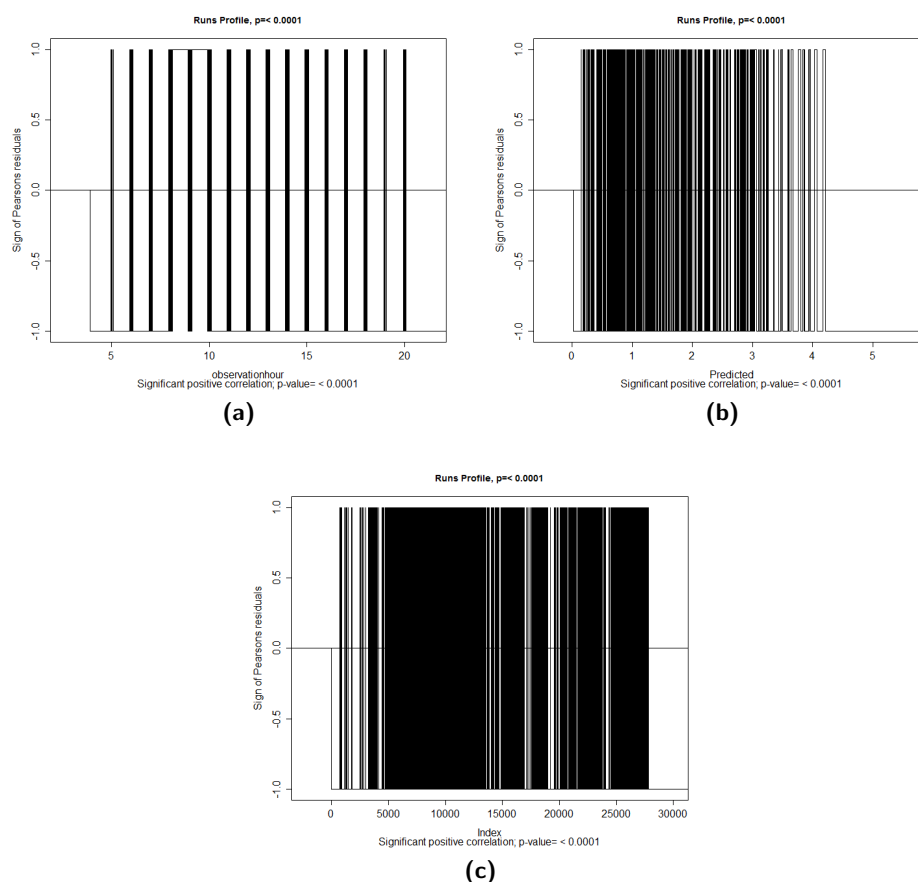 Runs Profile, p=< 0.0001
Sign of Pearsons residuals
1.0
0.5
0.0
-0.5
-1.0
5 10 15 20
observationhour
Significant positive correlation; p-value= < 0.0001
(a)
Runs Profile, p=< 0.0001
Sign of Pearsons residuals
1.0
0.5
0.0
-0.5
-1.0
0 1 2 3 4 5
Predicted
Significant positive correlation; p-value= < 0.0001
(b)
Runs Profile, p=< 0.0001
Sign of Pearsons residuals
1.0
0.5
0.0
-0.5
-1.0
0 5000 10000 15000 20000 25000 30000
Index
Significant positive correlation; p-value= < 0.0001
(c)